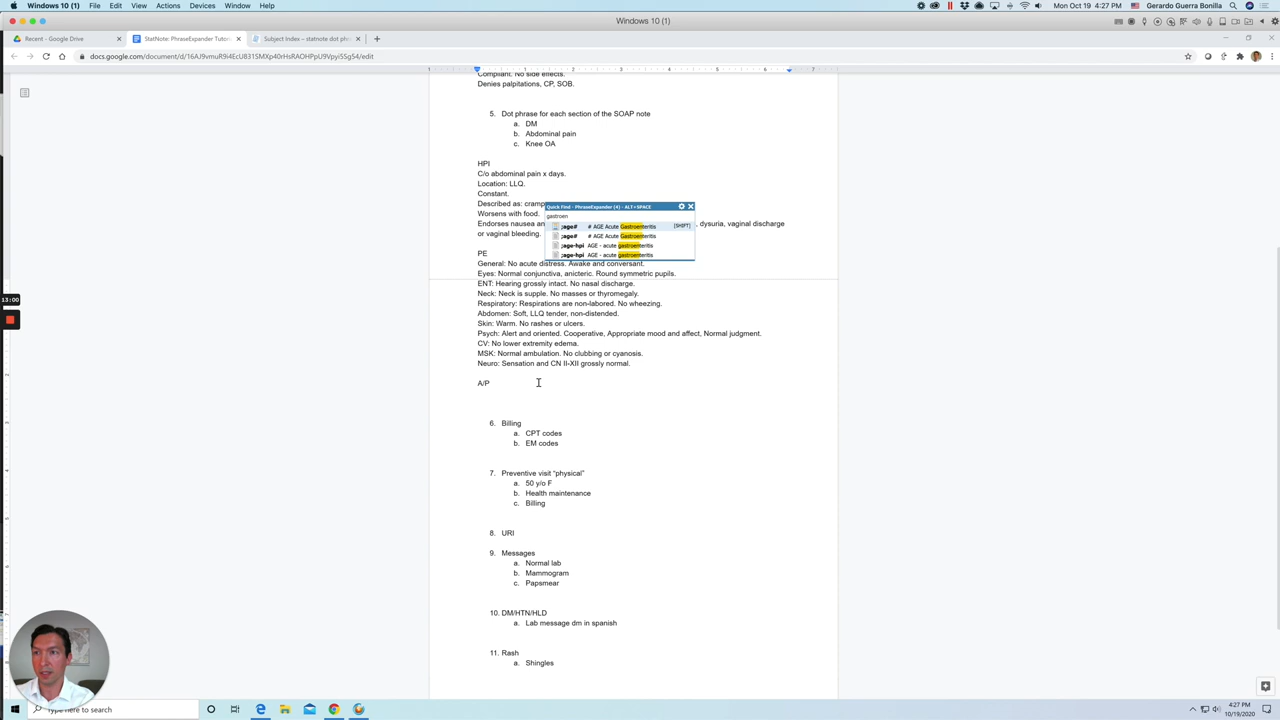 Windows 10 (1) File Edit View Actions Devices Window Help
Mon Oct 19 4:27 PM Gerardo Guerra Bonilla
Windows 10 (1)
Recent - Google Drive
StatNote: PhraseExpander Tutor
Subject Index – statnote dot phr
docs.google.com/document/d/16AJ9vmuR9i4EcU831SMXp40rHsRAOHPpU9VpyiSSg54/edit
1 2 3 4 5 6 7
Compliant. No side effects.
Denies palpitations, CP, SOB.
5. Dot phrase for each section of the SOAP note
a. DM
b. Abdominal pain
c. Knee OA
HPI
C/o abdominal pain x days.
Location: LLQ.
Constant.
Described as: cramp
Worsens with food.
Endorses nausea an
, dysuria, vaginal discharge
or vaginal bleeding.
Quick Find - PhraseExpander (4) - ALT+SPACE
gastroen
;age# # AGE Acute Gastroenteritis [SHIFT]
;age# # AGE Acute Gastroenteritis
;age-hpi AGE - acute gastroenteritis
;age-hpi AGE - acute gastroenteritis
PE
General: No acute distress. Awake and conversant.
Eyes: Normal conjunctiva, anicteric. Round symmetric pupils.
ENT: Hearing grossly intact. No nasal discharge.
Neck: Neck is supple. No masses or thyromegaly.
Respiratory: Respirations are non-labored. No wheezing.
Abdomen: Soft, LLQ tender, non-distended.
Skin: Warm. No rashes or ulcers.
Psych: Alert and oriented. Cooperative, Appropriate mood and affect, Normal judgment.
CV: No lower extremity edema.
MSK: Normal ambulation. No clubbing or cyanosis.
Neuro: Sensation and CN II-XII grossly normal.
A/P
6. Billing
a. CPT codes
b. EM codes
7. Preventive visit “physical”
a. 50 y/o F
b. Health maintenance
c. Billing
8. URI
9. Messages
a. Normal lab
b. Mammogram
c. Papsmear
10. DM/HTN/HLD
a. Lab message dm in spanish
11. Rash
a. Shingles
13:00
Type here to search
4:27 PM
10/19/2020